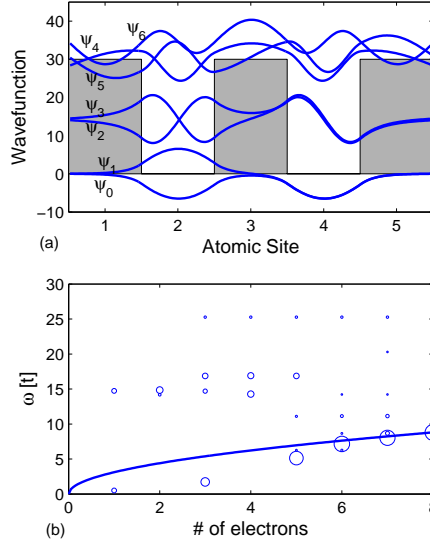 40
30
20
10
0
−10
Wavefunction
ψ4
ψ6
ψ5
ψ3
ψ2
ψ1
ψ0
1 2 3 4 5
(a)
Atomic Site
30
25
20
15
10
5
0
ω [t]
0 2 4 6 8
(b)
# of electrons